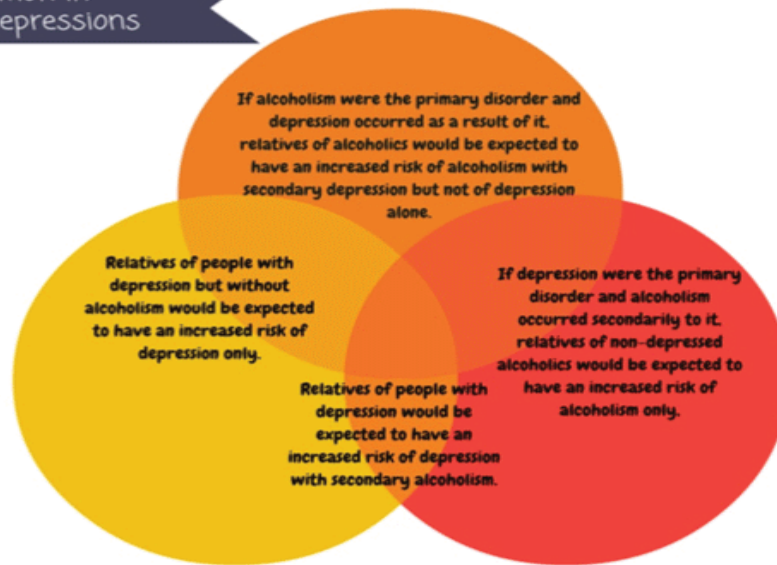 epressions
If alcoholism were the primary disorder and
depression occurred as a result of it,
relatives of alcoholics would be expected to
have an increased risk of alcoholism with
secondary depression but not of depression
alone.
Relatives of people with
depression but without
alcoholism would be expected
to have an increased risk of
depression only.
If depression were the primary
disorder and alcoholism
occurred secondarily to it,
relatives of non-depressed
alcoholics would be expected to
have an increased risk of
alcoholism only.
Relatives of people with
depression would be
expected to have an
increased risk of depression
with secondary alcoholism.